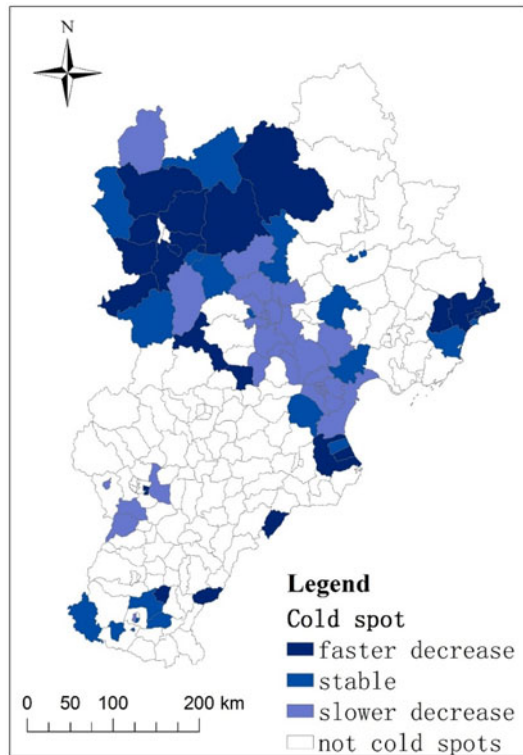 N
Legend
Cold spot
faster decrease
stable
slower decrease
not cold spots
0 50 100 200 km